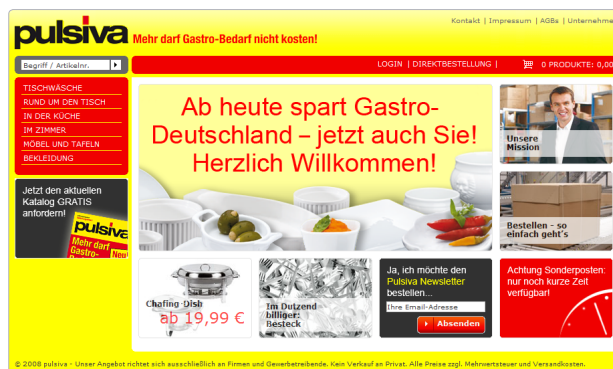 Kontakt | Impressum | AGBs | Unternehme
pulsiva Mehr darf Gastro-Bedarf nicht kosten!
Begriff / Artikelnr.
LOGIN | DIREKTBESTELLUNG | 0 PRODUKTE: 0,00
TISCHWÄSCHE
RUND UM DEN TISCH
IN DER KÜCHE
IM ZIMMER
MÖBEL UND TAFELN
BEKLEIDUNG
Jetzt den aktuellen
Katalog GRATIS
anfordern!
pulsiva
Mehr darf
Gastro-
Neu
Ab heute spart Gastro-
Deutschland – jetzt auch Sie!
Herzlich Willkommen!
Unsere
Mission
Bestellen - so
einfach geht's
Chafing-Dish
ab 19,99 €
Im Dutzend
billiger:
Besteck
Ja, ich möchte den
Pulsiva Newsletter
bestellen...
Ihre Email-Adresse
Absenden
Achtung Sonderposten:
nur noch kurze Zeit
verfügbar!
© 2008 pulsiva - Unser Angebot richtet sich ausschließlich an Firmen und Gewerbetreibende. Kein Verkauf an Privat. Alle Preise zzgl. Mehrwertsteuer und Versandkosten.